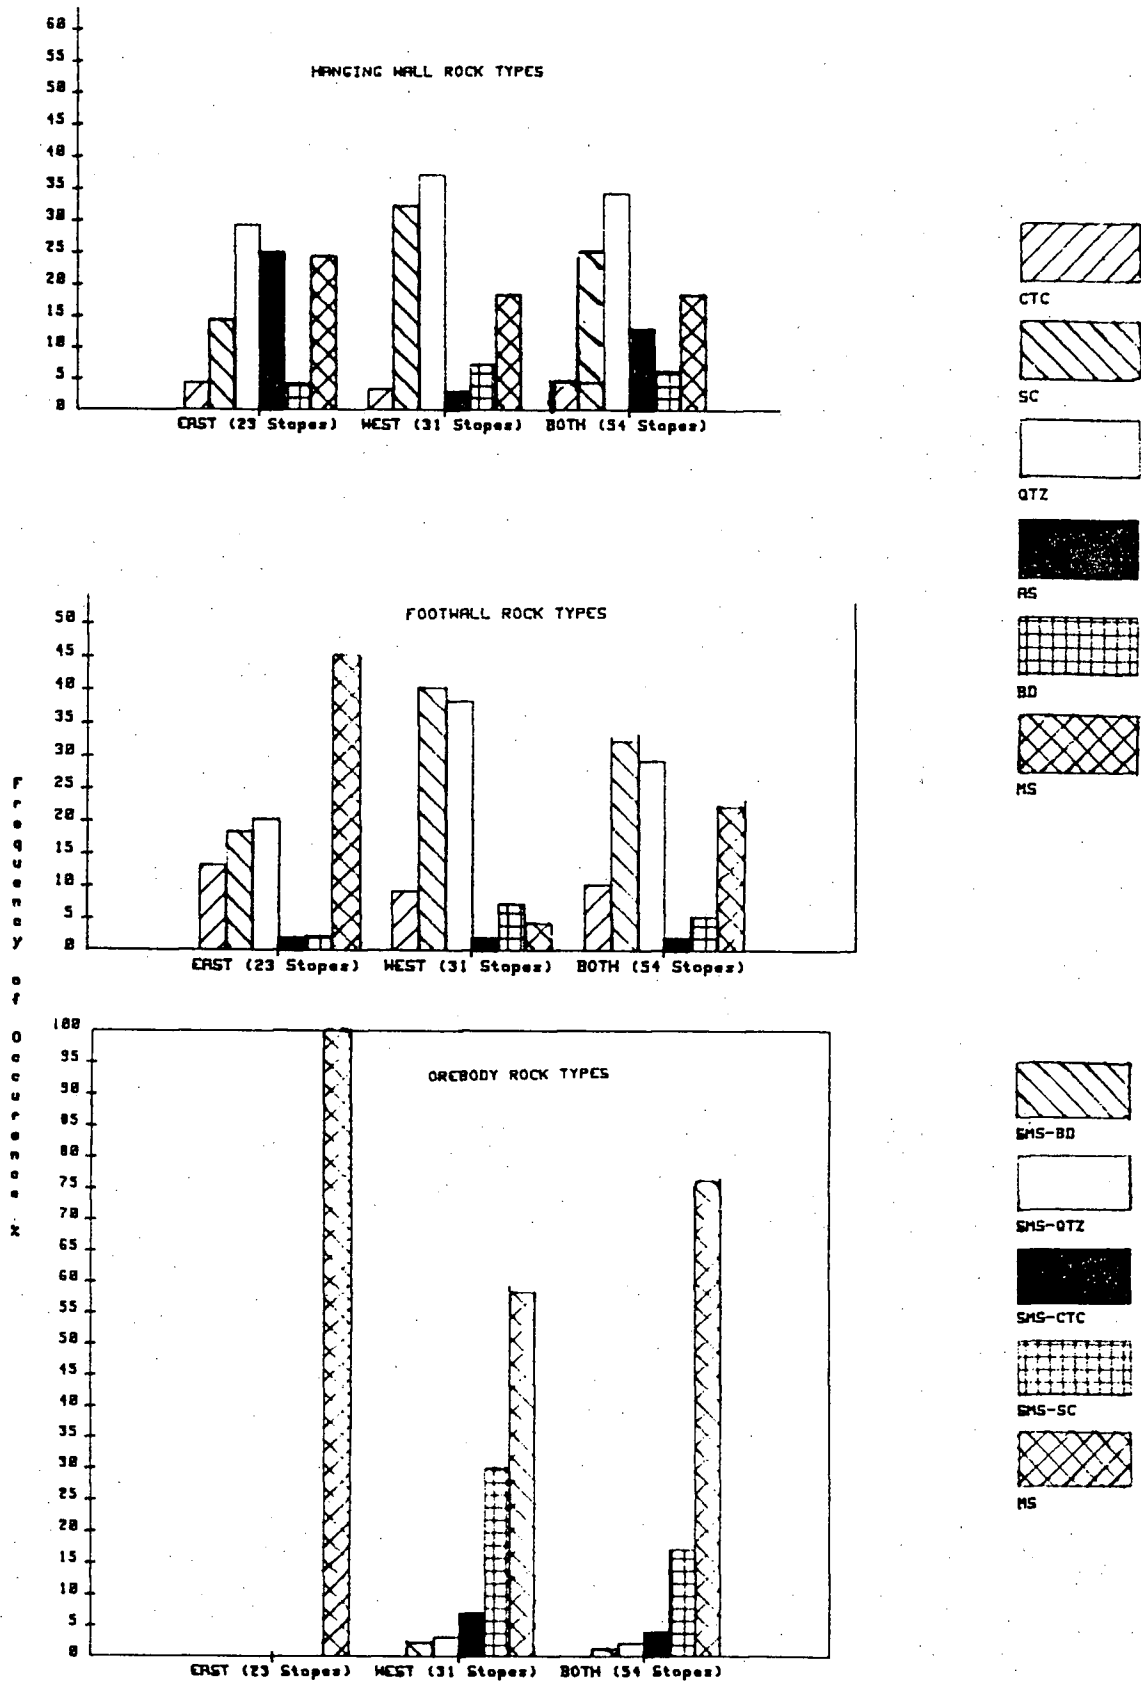 60
55
HANGING WALL ROCK TYPES
50
45
40
35
30
25
20
15
10
5
0
EAST (23 Stopes) WEST (31 Stopes) BOTH (54 Stopes)
CTC
SC
QTZ
AS
BD
MS
FOOTWALL ROCK TYPES
50
45
40
35
30
25
20
15
10
5
0
EAST (23 Stopes) WEST (31 Stopes) BOTH (54 Stopes)
Frequency of Occurence %
100
95
OREBODY ROCK TYPES
90
85
80
75
70
65
60
55
50
45
40
35
30
25
20
15
10
5
0
EAST (23 Stopes) WEST (31 Stopes) BOTH (54 Stopes)
SMS-BD
SMS-QTZ
SMS-CTC
SMS-SC
MS